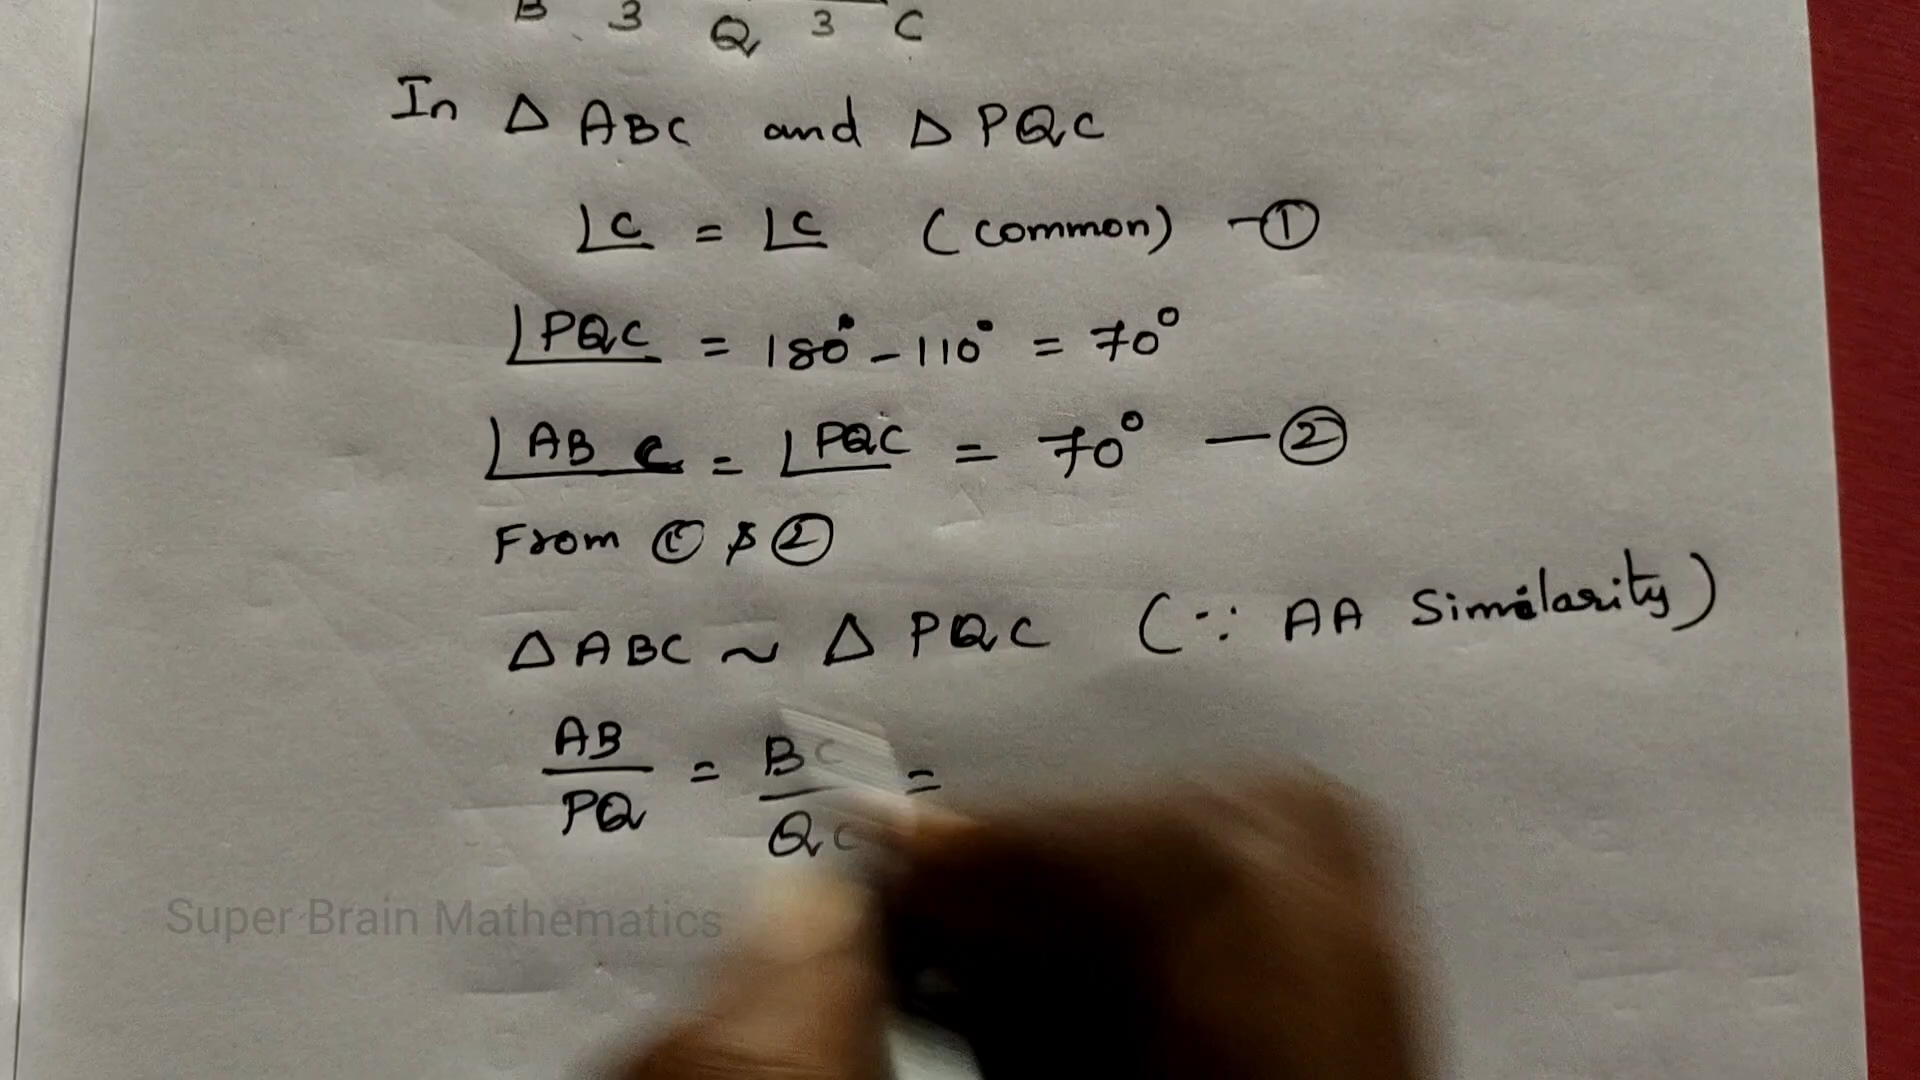 B 3 Q 3 C
In Δ ABC and Δ PQC
∠C = ∠C (common) -①
∠PQC = 180° - 110° = 70°
∠ABC = ∠PQC = 70° — ②
From ① & ②
Δ ABC ~ Δ PQC (∵ AA Similarity)
AB/PQ = BC/QC =
Super Brain Mathematics